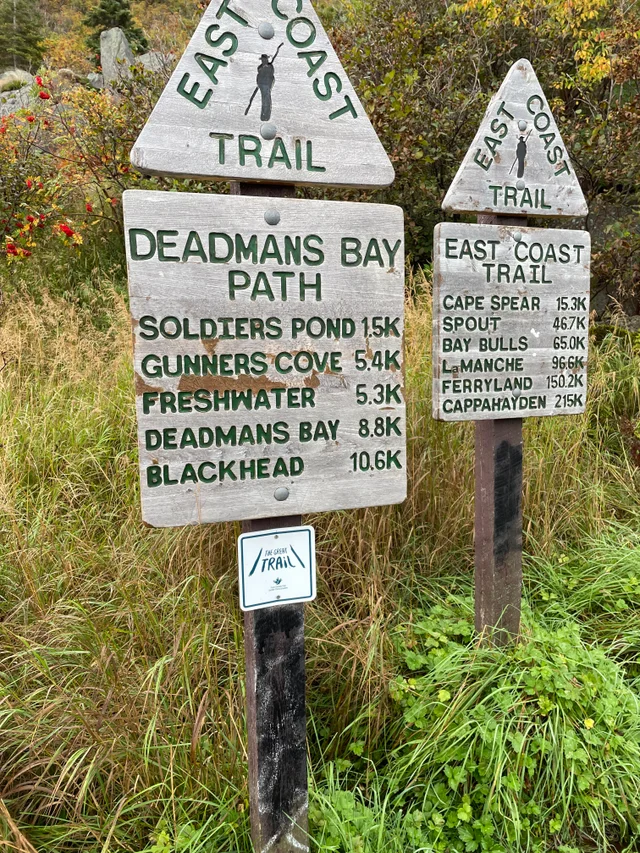 EAST COAST
TRAIL
DEADMANS BAY
PATH
SOLDIERS POND 1.5K
GUNNERS COVE 5.4K
FRESHWATER 5.3K
DEADMANS BAY 8.8K
BLACKHEAD 10.6K
THE GREAT
TRAIL
EAST COAST
TRAIL
EAST COAST
TRAIL
CAPE SPEAR 15.3K
SPOUT 46.7K
BAY BULLS 65.0K
LaMANCHE 96.6K
FERRYLAND 150.2K
CAPPAHAYDEN 215K